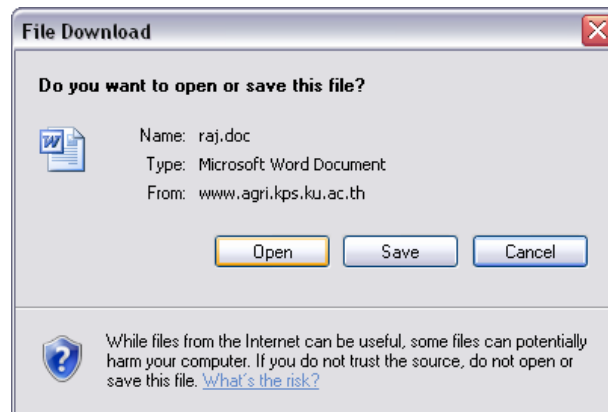 File Download
Do you want to open or save this file?
Name: raj.doc
Type: Microsoft Word Document
From: www.agri.kps.ku.ac.th
Open Save Cancel
While files from the Internet can be useful, some files can potentially
harm your computer. If you do not trust the source, do not open or
save this file. What's the risk?